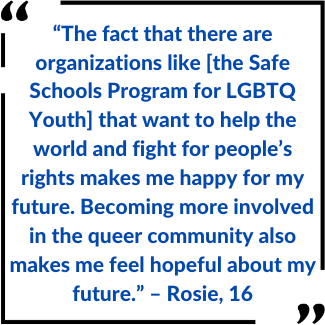 “The fact that there are
organizations like [the Safe
Schools Program for LGBTQ
Youth] that want to help the
world and fight for people’s
rights makes me happy for my
future. Becoming more involved
in the queer community also
makes me feel hopeful about my
future.” – Rosie, 16